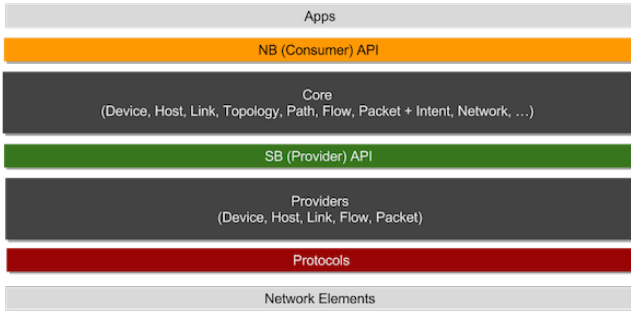 Apps
NB (Consumer) API
Core
(Device, Host, Link, Topology, Path, Flow, Packet + Intent, Network, …)
SB (Provider) API
Providers
(Device, Host, Link, Flow, Packet)
Protocols
Network Elements